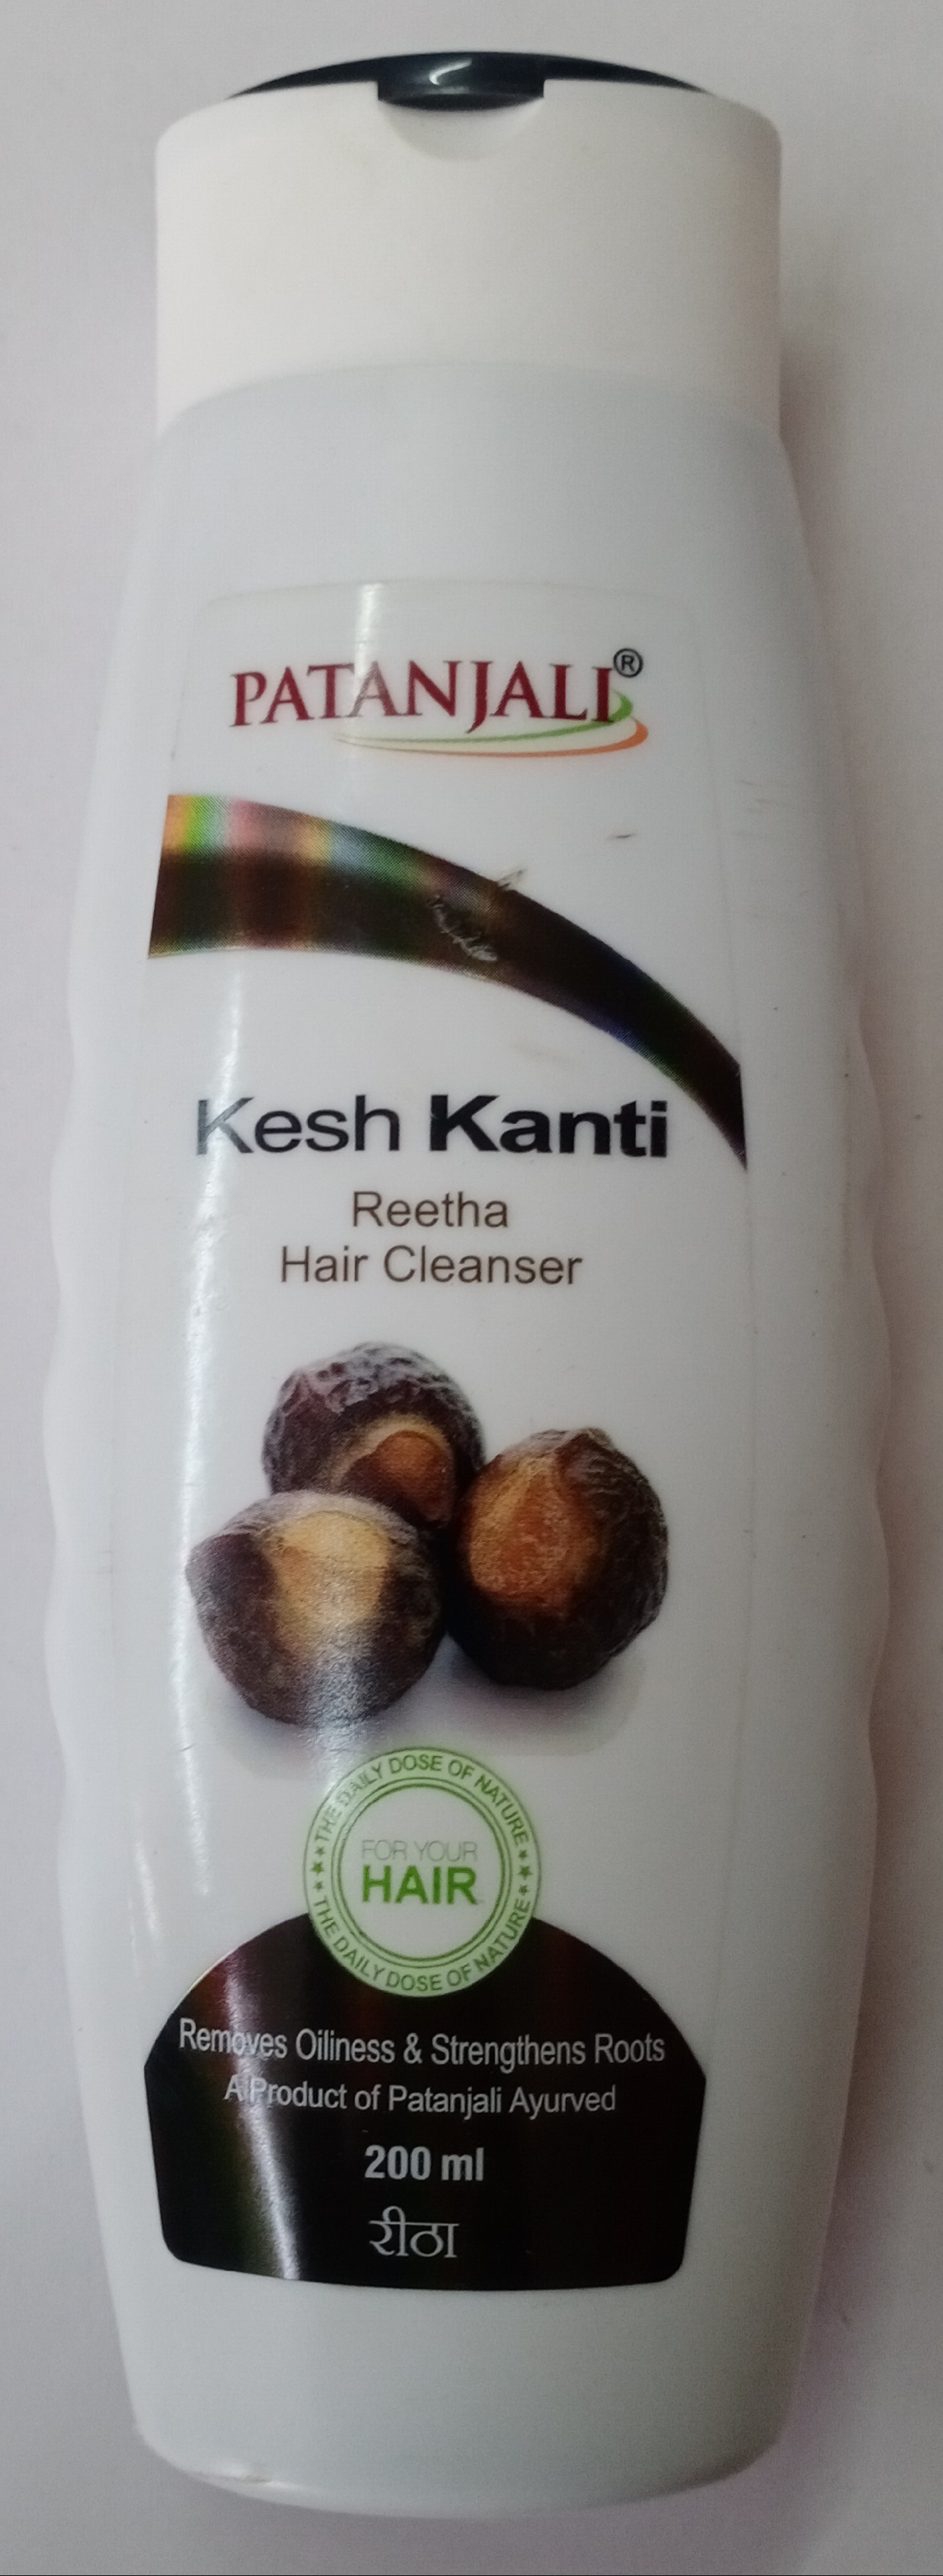 PATANJALI®
Kesh Kanti
Reetha
Hair Cleanser
THE DAILY DOSE OF NATURE
FOR YOUR
HAIR
THE DAILY DOSE OF NATURE
Removes Oiliness & Strengthens Roots
A Product of Patanjali Ayurved
200 ml
रीठा